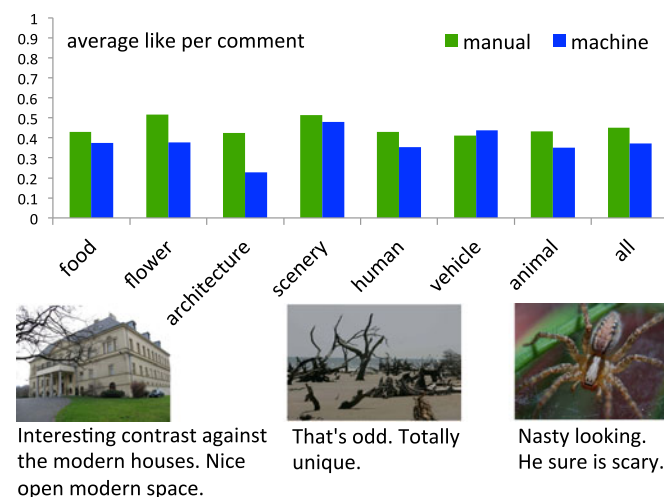 1
0.9
0.8
0.7
0.6
0.5
0.4
0.3
0.2
0.1
0
average like per comment
manual
machine
food
flower
architecture
scenery
human
vehicle
animal
all
Interesting contrast against
the modern houses. Nice
open modern space.
That's odd. Totally
unique.
Nasty looking.
He sure is scary.